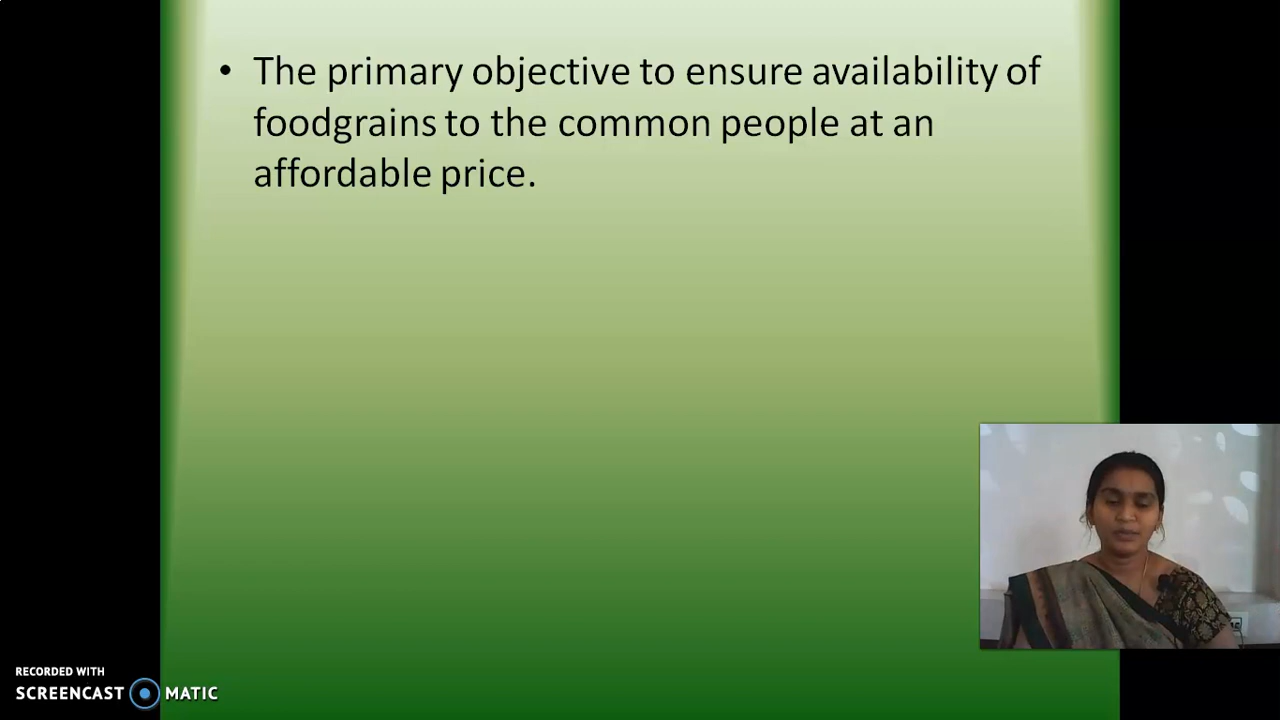 • The primary objective to ensure availability of
foodgrains to the common people at an
affordable price.
RECORDED WITH
SCREENCAST MATIC